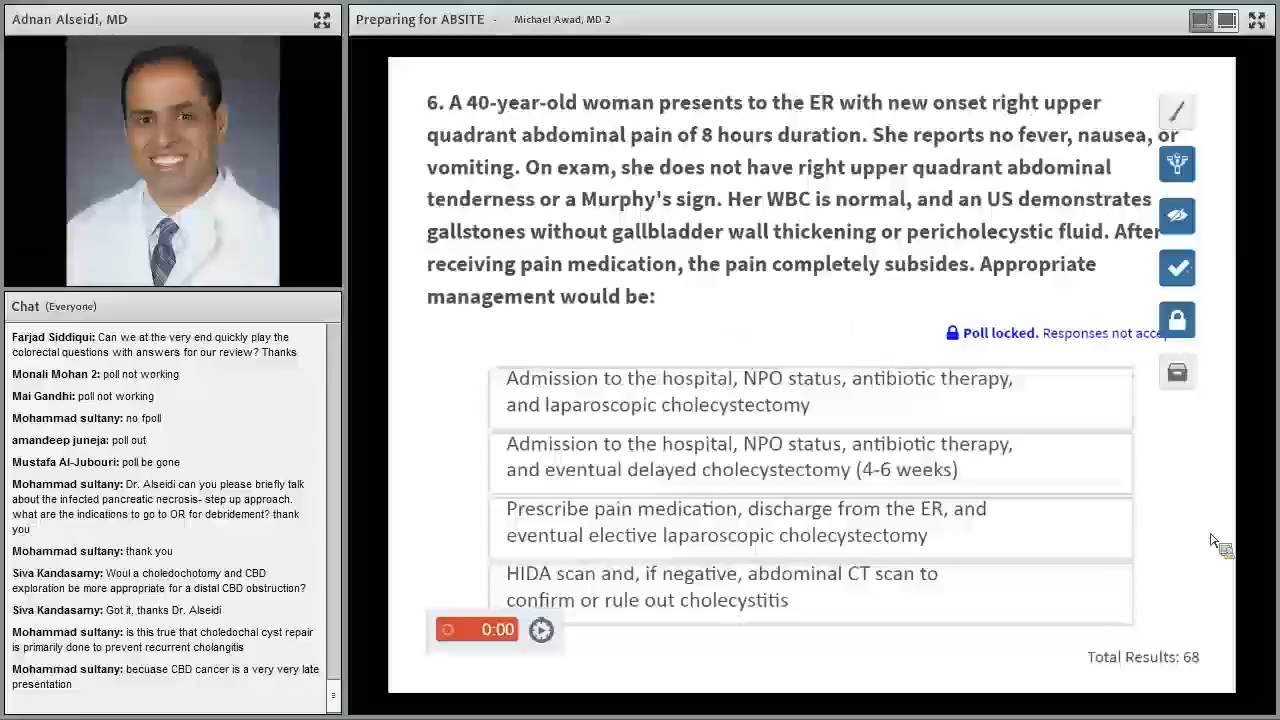 Adnan Alseidi, MD
Preparing for ABSITE - Michael Awad, MD 2
Chat (Everyone)
Farjad Siddiqui: Can we at the very end quickly play the
colorectal questions with answers for our review? Thanks
Monali Mohan 2: poll not working
Mai Gandhi: poll not working
Mohammad sultany: no fpoll
amandeep juneja: poll out
Mustafa Al-Jubouri: poll be gone
Mohammad sultany: Dr. Alseidi can you please briefly talk
about the infected pancreatic necrosis- step up approach.
what are the indications to go to OR for debridement? thank
you
Mohammad sultany: thank you
Siva Kandasamy: Woul a choledochotomy and CBD
exploration be more appropriate for a distal CBD obstruction?
Siva Kandasamy: Got it, thanks Dr. Alseidi
Mohammad sultany: is this true that choledochal cyst repair
is primarily done to prevent recurrent cholangitis
Mohammad sultany: becuase CBD cancer is a very very late
presentation
6. A 40-year-old woman presents to the ER with new onset right upper
quadrant abdominal pain of 8 hours duration. She reports no fever, nausea, or
vomiting. On exam, she does not have right upper quadrant abdominal
tenderness or a Murphy's sign. Her WBC is normal, and an US demonstrates
gallstones without gallbladder wall thickening or pericholecystic fluid. After
receiving pain medication, the pain completely subsides. Appropriate
management would be:
Poll locked. Responses not acce
Admission to the hospital, NPO status, antibiotic therapy,
and laparoscopic cholecystectomy
Admission to the hospital, NPO status, antibiotic therapy,
and eventual delayed cholecystectomy (4-6 weeks)
Prescribe pain medication, discharge from the ER, and
eventual elective laparoscopic cholecystectomy
HIDA scan and, if negative, abdominal CT scan to
confirm or rule out cholecystitis
0:00
Total Results: 68